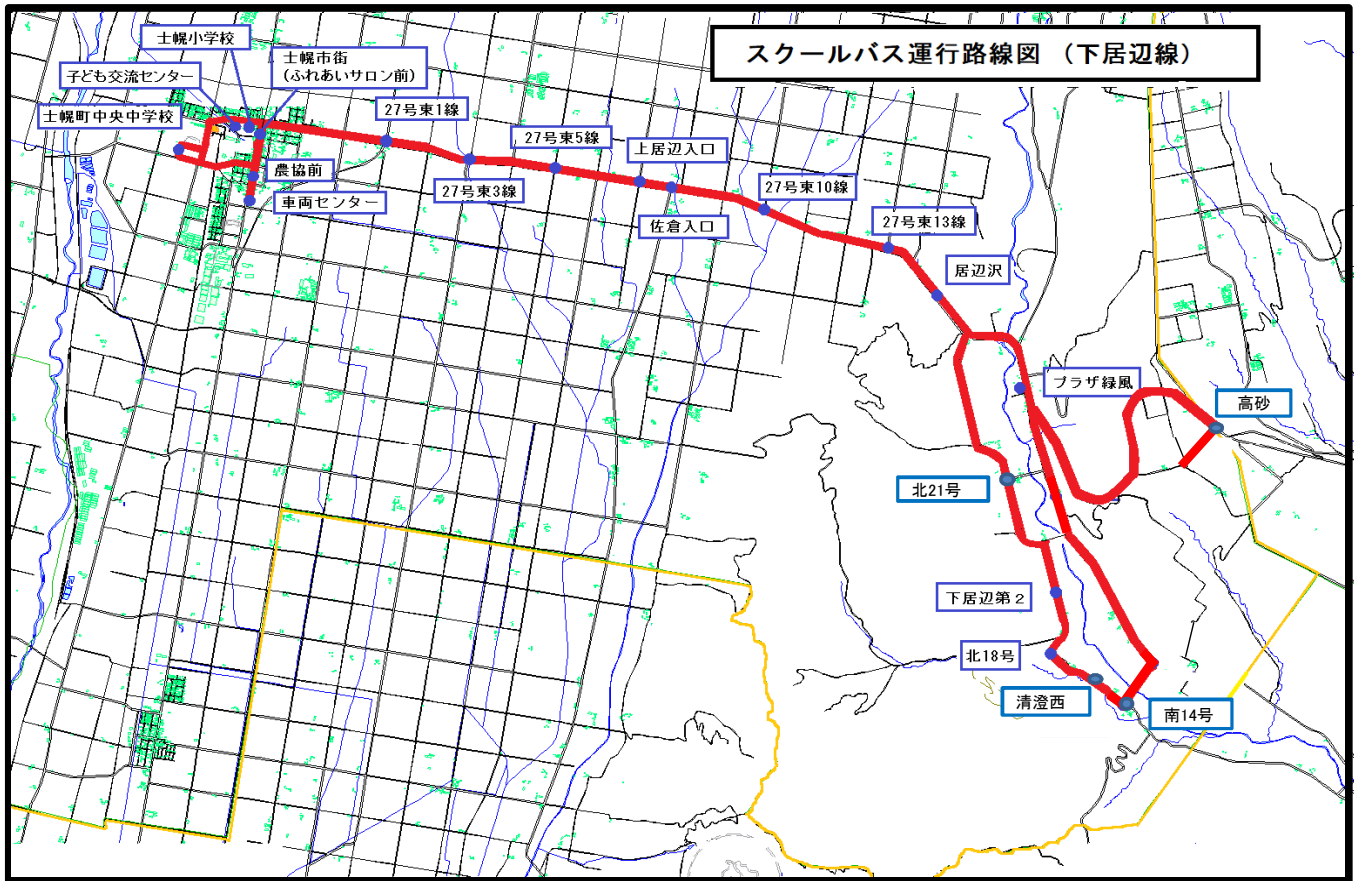 スクールバス運行路線図 (下居辺線)
士幌小学校
士幌市街
(ふれあいサロン前)
子ども交流センター
士幌町中央中学校
27号東1線
27号東5線
上居辺入口
農協前
27号東3線
27号東10線
車両センター
佐倉入口
27号東13線
居辺沢
プラザ緑風
高砂
北21号
下居辺第2
北18号
清澄西
南14号